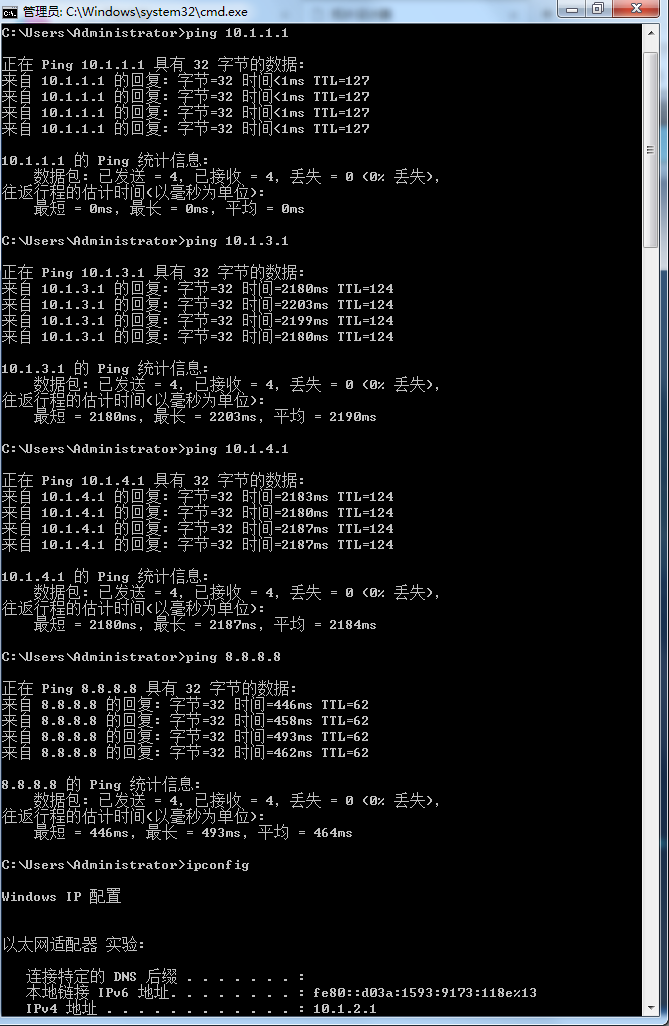 管理员: C:\Windows\system32\cmd.exe
C:\Users\Administrator>ping 10.1.1.1
正在 Ping 10.1.1.1 具有 32 字节的数据:
来自 10.1.1.1 的回复: 字节=32 时间<1ms TTL=127
来自 10.1.1.1 的回复: 字节=32 时间<1ms TTL=127
来自 10.1.1.1 的回复: 字节=32 时间<1ms TTL=127
来自 10.1.1.1 的回复: 字节=32 时间<1ms TTL=127
10.1.1.1 的 Ping 统计信息:
数据包: 已发送 = 4, 已接收 = 4, 丢失 = 0 (0% 丢失),
往返行程的估计时间(以毫秒为单位):
最短 = 0ms, 最长 = 0ms, 平均 = 0ms
C:\Users\Administrator>ping 10.1.3.1
正在 Ping 10.1.3.1 具有 32 字节的数据:
来自 10.1.3.1 的回复: 字节=32 时间=2180ms TTL=124
来自 10.1.3.1 的回复: 字节=32 时间=2203ms TTL=124
来自 10.1.3.1 的回复: 字节=32 时间=2199ms TTL=124
来自 10.1.3.1 的回复: 字节=32 时间=2180ms TTL=124
10.1.3.1 的 Ping 统计信息:
数据包: 已发送 = 4, 已接收 = 4, 丢失 = 0 (0% 丢失),
往返行程的估计时间(以毫秒为单位):
最短 = 2180ms, 最长 = 2203ms, 平均 = 2190ms
C:\Users\Administrator>ping 10.1.4.1
正在 Ping 10.1.4.1 具有 32 字节的数据:
来自 10.1.4.1 的回复: 字节=32 时间=2183ms TTL=124
来自 10.1.4.1 的回复: 字节=32 时间=2180ms TTL=124
来自 10.1.4.1 的回复: 字节=32 时间=2187ms TTL=124
来自 10.1.4.1 的回复: 字节=32 时间=2187ms TTL=124
10.1.4.1 的 Ping 统计信息:
数据包: 已发送 = 4, 已接收 = 4, 丢失 = 0 (0% 丢失),
往返行程的估计时间(以毫秒为单位):
最短 = 2180ms, 最长 = 2187ms, 平均 = 2184ms
C:\Users\Administrator>ping 8.8.8.8
正在 Ping 8.8.8.8 具有 32 字节的数据:
来自 8.8.8.8 的回复: 字节=32 时间=446ms TTL=62
来自 8.8.8.8 的回复: 字节=32 时间=458ms TTL=62
来自 8.8.8.8 的回复: 字节=32 时间=493ms TTL=62
来自 8.8.8.8 的回复: 字节=32 时间=462ms TTL=62
8.8.8.8 的 Ping 统计信息:
数据包: 已发送 = 4, 已接收 = 4, 丢失 = 0 (0% 丢失),
往返行程的估计时间(以毫秒为单位):
最短 = 446ms, 最长 = 493ms, 平均 = 464ms
C:\Users\Administrator>ipconfig
Windows IP 配置
以太网适配器 实验:
连接特定的 DNS 后缀 . . . . . . . :
本地链接 IPv6 地址. . . . . . . . : fe80::d03a:1593:9173:118e%13
IPv4 地址 . . . . . . . . . . . . : 10.1.2.1